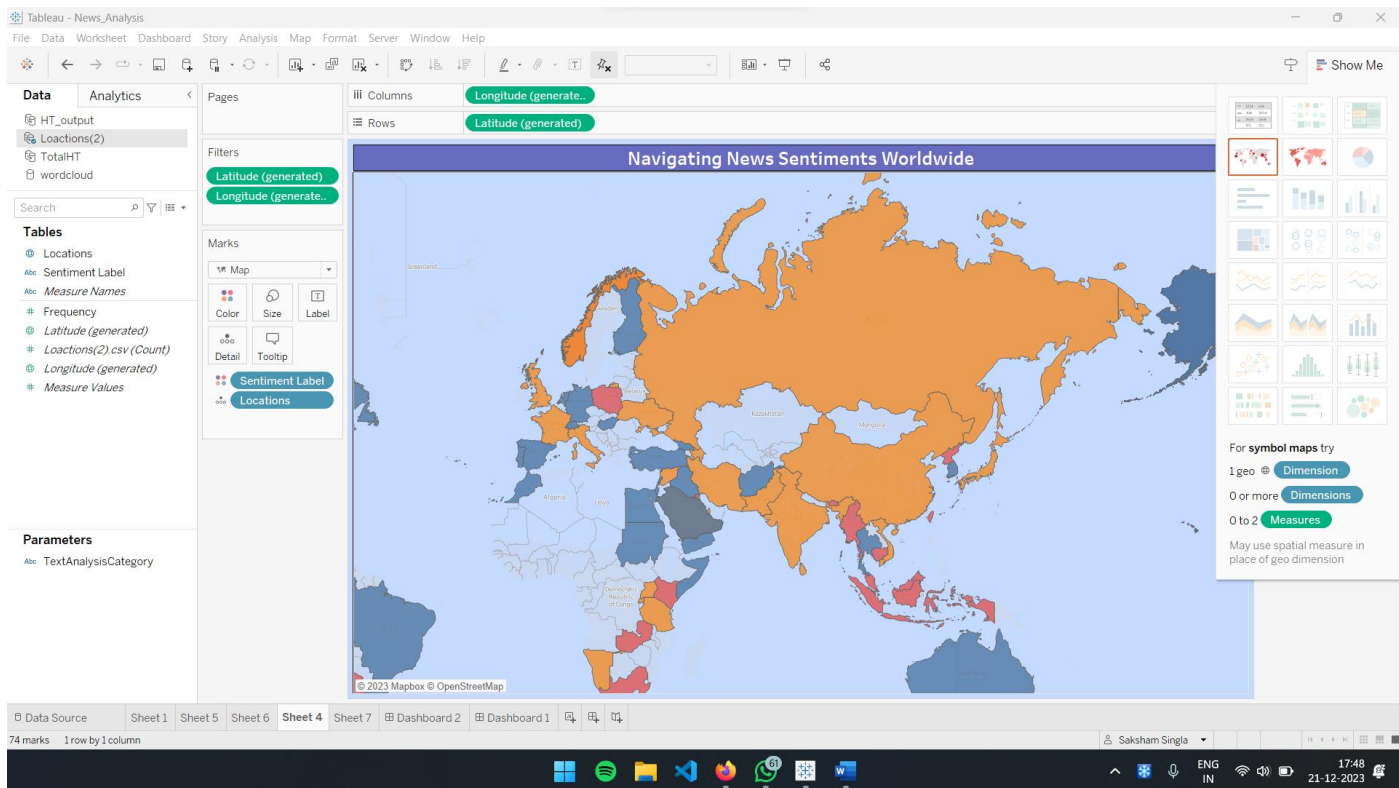 Tableau - News_Analysis
File Data Worksheet Dashboard Story Analysis Map Format Server Window Help
Show Me
Data Analytics
HT_output
Loactions(2)
TotalHT
wordcloud
Search
Tables
Locations
Abc Sentiment Label
Abc Measure Names
# Frequency
Latitude (generated)
# Loactions(2).csv (Count)
Longitude (generated)
# Measure Values
Parameters
Abc TextAnalysisCategory
Pages
Filters
Latitude (generated)
Longitude (generate..
Marks
Map
Color Size Label
Detail Tooltip
Sentiment Label
Locations
iii Columns Longitude (generate..
Rows Latitude (generated)
Navigating News Sentiments Worldwide
Greenland
Sweden
Belarus
Kazakhstan
Mongolia
Algeria
Libya
Democratic
Republic
of Congo
© 2023 Mapbox © OpenStreetMap
For symbol maps try
1 geo Dimension
0 or more Dimensions
0 to 2 Measures
May use spatial measure in
place of geo dimension
Data Source Sheet 1 Sheet 5 Sheet 6 Sheet 4 Sheet 7 Dashboard 2 Dashboard 1
74 marks 1 row by 1 column
Saksham Singla
61
ENG
IN
17:48
21-12-2023